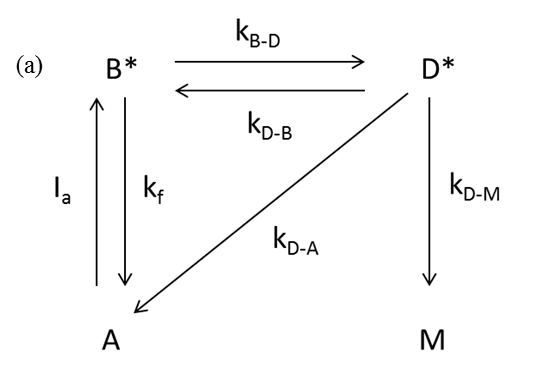 k_B-D
(a) B* D*
k_D-B
I_a k_f k_D-M
k_D-A
A M